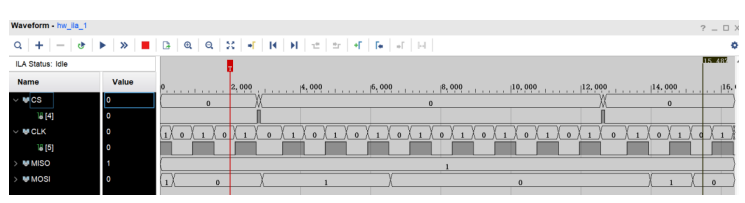 Waveform - hw_ila_1
ILA Status: Idle
Name Value
15,487
0 2,000 4,000 6,000 8,000 10,000 12,000 14,000 16,
CS 0 0 0 0
[4] 0
CLK 0 1 0 1 0 1 0 1 0 1 0 1 0 1 0 1 0 1 0 1 0 1 0 1 0 1
[5] 0
MISO 1 1
MOSI 0 1 0 1 0 1 0